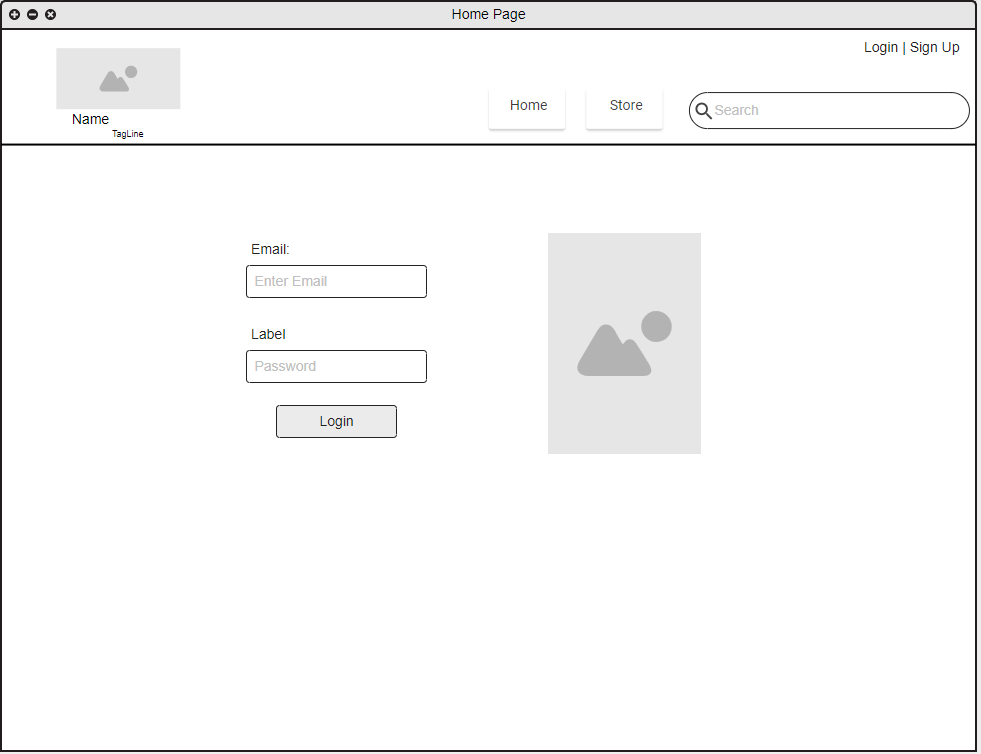 Home Page
Login | Sign Up
Home
Store
Search
Name
TagLine
Email:
Enter Email
Label
Password
Login